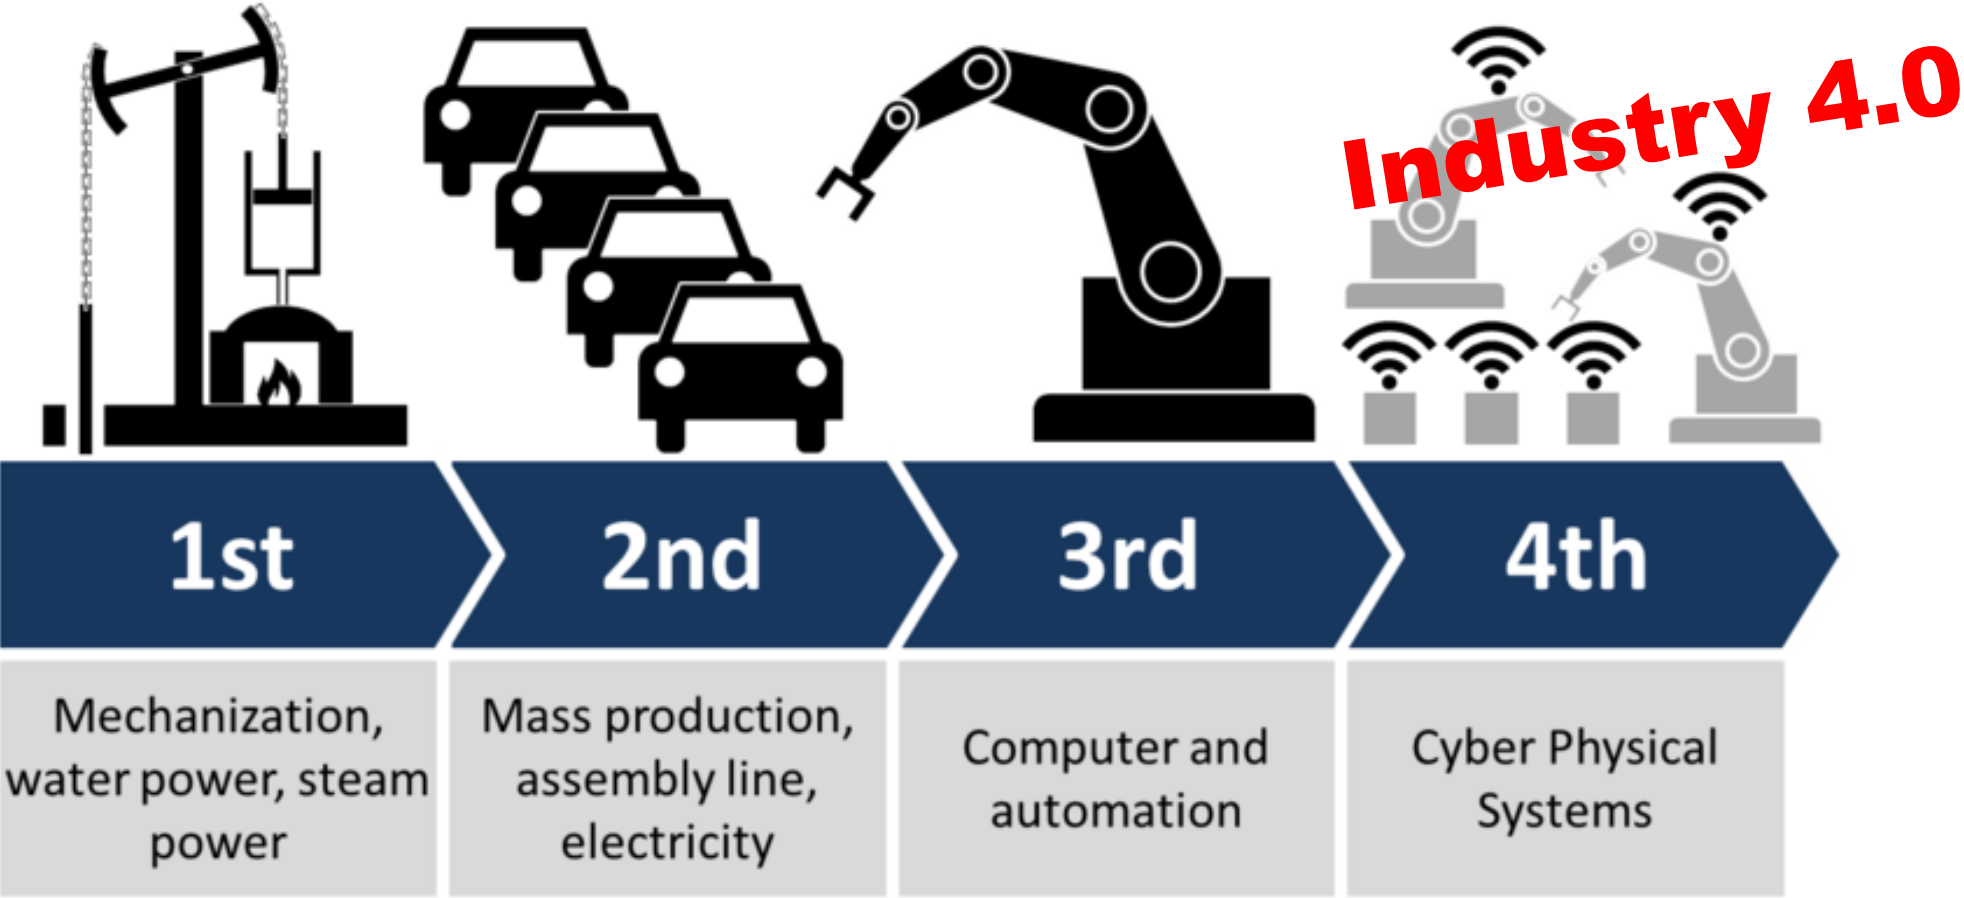 Industry 4.0
1st
2nd
3rd
4th
Mechanization,
water power, steam
power
Mass production,
assembly line,
electricity
Computer and
automation
Cyber Physical
Systems